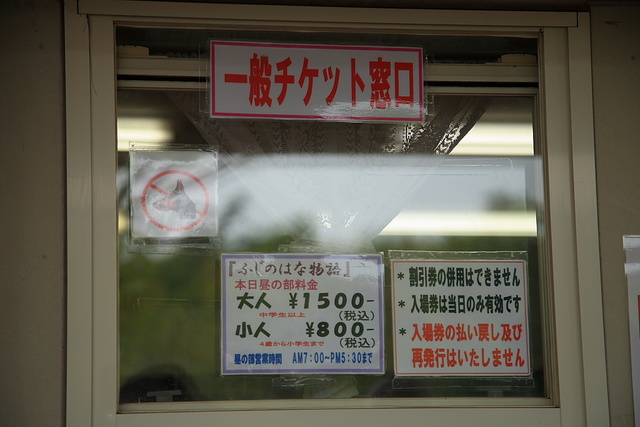 一般チケット窓口
『ふじのはな物語』
本日昼の部料金
大人 ¥1500-
中学生以上 (税込)
小人 ¥800-
4歳から小学生まで (税込)
昼の部営業時間 AM7:00~PM5:30まで
* 割引券の併用はできません
* 入場券は当日のみ有効です
* 入場券の払い戻し及び
再発行はいたしません